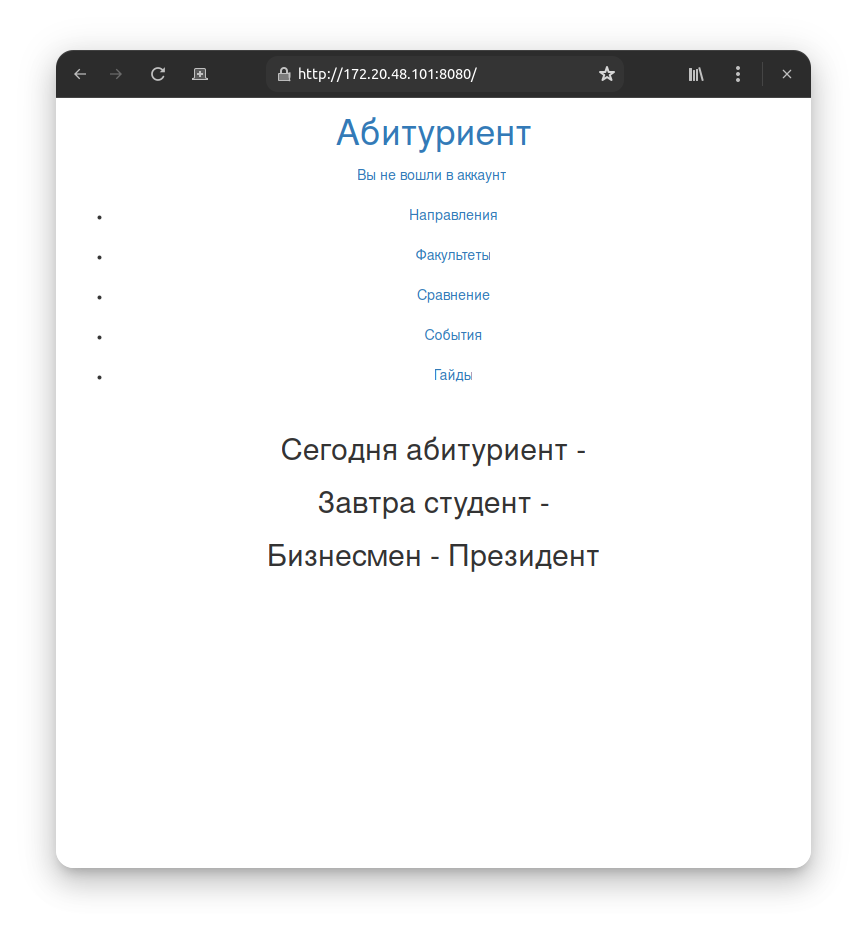 http://172.20.48.101:8080/
Абитуриент
Вы не вошли в аккаунт
Направления
Факультеты
Сравнение
События
Гайды
Сегодня абитуриент -
Завтра студент -
Бизнесмен - Президент